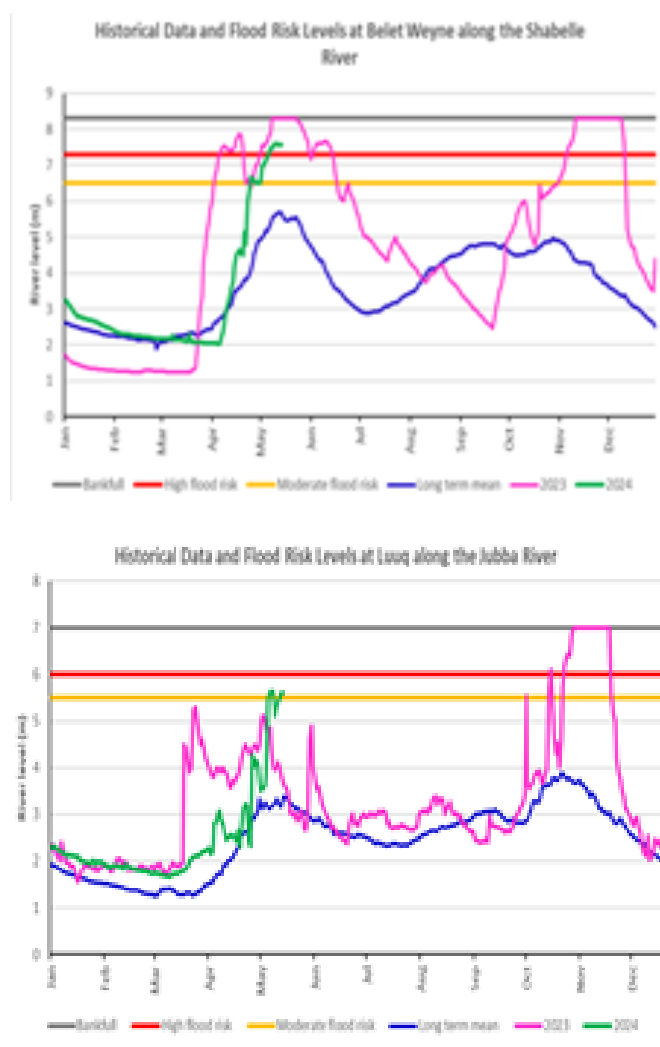 Historical Data and Flood Risk Levels at Belet Weyne along the Shabelle
River
9
8
7
6
5
4
3
2
1
0
River level (m)
Jan Feb Mar Apr May Jun Jul Aug Sep Oct Nov Dec
Bankfull High flood risk Moderate flood risk Long term mean 2023 2024
Historical Data and Flood Risk Levels at Luuq along the Jubba River
8
7
6
5
4
3
2
1
0
River level (m)
Jan Feb Mar Apr May Jun Jul Aug Sep Oct Nov Dec
Bankfull High flood risk Moderate flood risk Long term mean 2023 2024